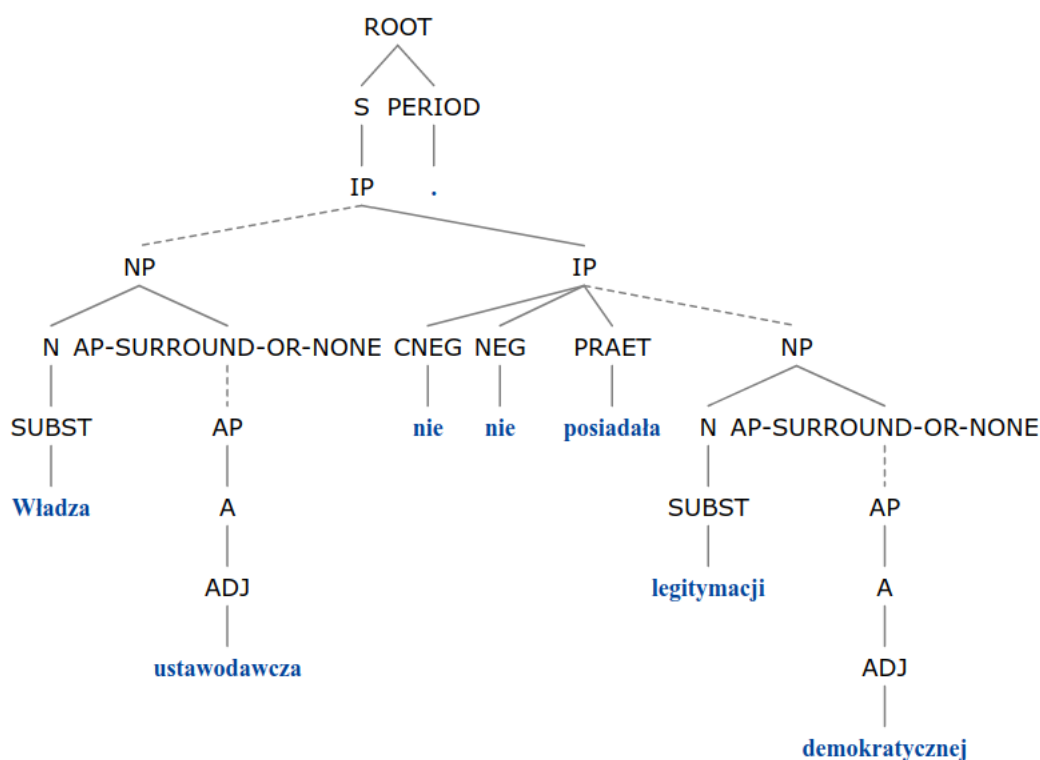 ROOT
S PERIOD
IP .
NP IP
N AP-SURROUND-OR-NONE CNEG NEG PRAET NP
SUBST AP nie nie posiadała N AP-SURROUND-OR-NONE
Władza A SUBST AP
ADJ legitymacji A
ustawodawcza ADJ
demokratycznej